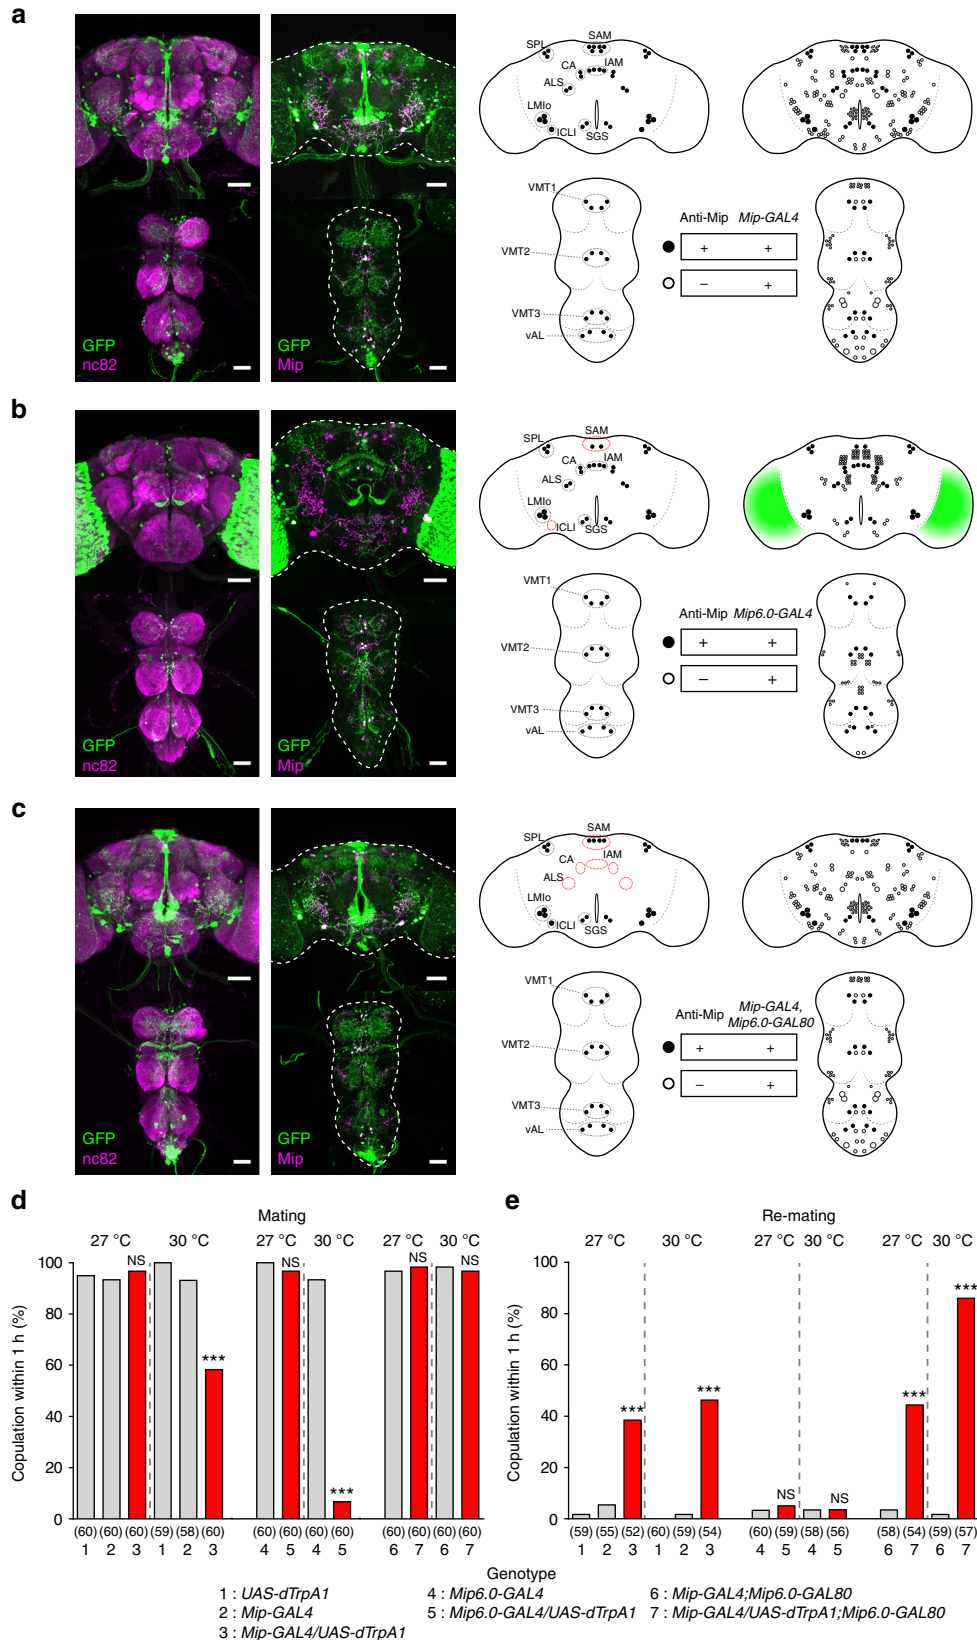 a
GFP
nc82
GFP
Mip
SPL
SAM
CA
IAM
ALS
LMIo
ICLI
SGS
VMT1
VMT2
VMT3
vAL
Anti-Mip Mip-GAL4
+ +
− +
b
GFP
nc82
GFP
Mip
SPL
SAM
CA
IAM
ALS
LMIo
ICLI
SGS
VMT1
VMT2
VMT3
vAL
Anti-Mip Mip6.0-GAL4
+ +
− +
c
GFP
nc82
GFP
Mip
SPL
SAM
CA
IAM
ALS
LMIo
ICLI
SGS
VMT1
VMT2
VMT3
vAL
Anti-Mip Mip-GAL4,
Mip6.0-GAL80
+ +
− +
d
Mating
27 °C 30 °C 27 °C 30 °C 27 °C 30 °C
NS *** NS *** NS NS
Copulation within 1 h (%)
100
80
60
40
20
0
(60) (60) (60) (59) (58) (60) (60) (60) (60) (60) (60) (60) (60) (60)
1 2 3 1 2 3 4 5 4 5 6 7 6 7
e
Re-mating
27 °C 30 °C 27 °C 30 °C 27 °C 30 °C
*** *** NS NS *** ***
Copulation within 1 h (%)
100
80
60
40
20
0
(59) (55) (52) (60) (59) (54) (60) (59) (58) (56) (58) (54) (59) (57)
1 2 3 1 2 3 4 5 4 5 6 7 6 7
Genotype
1 : UAS-dTrpA1
2 : Mip-GAL4
3 : Mip-GAL4/UAS-dTrpA1
4 : Mip6.0-GAL4
5 : Mip6.0-GAL4/UAS-dTrpA1
6 : Mip-GAL4;Mip6.0-GAL80
7 : Mip-GAL4/UAS-dTrpA1;Mip6.0-GAL80